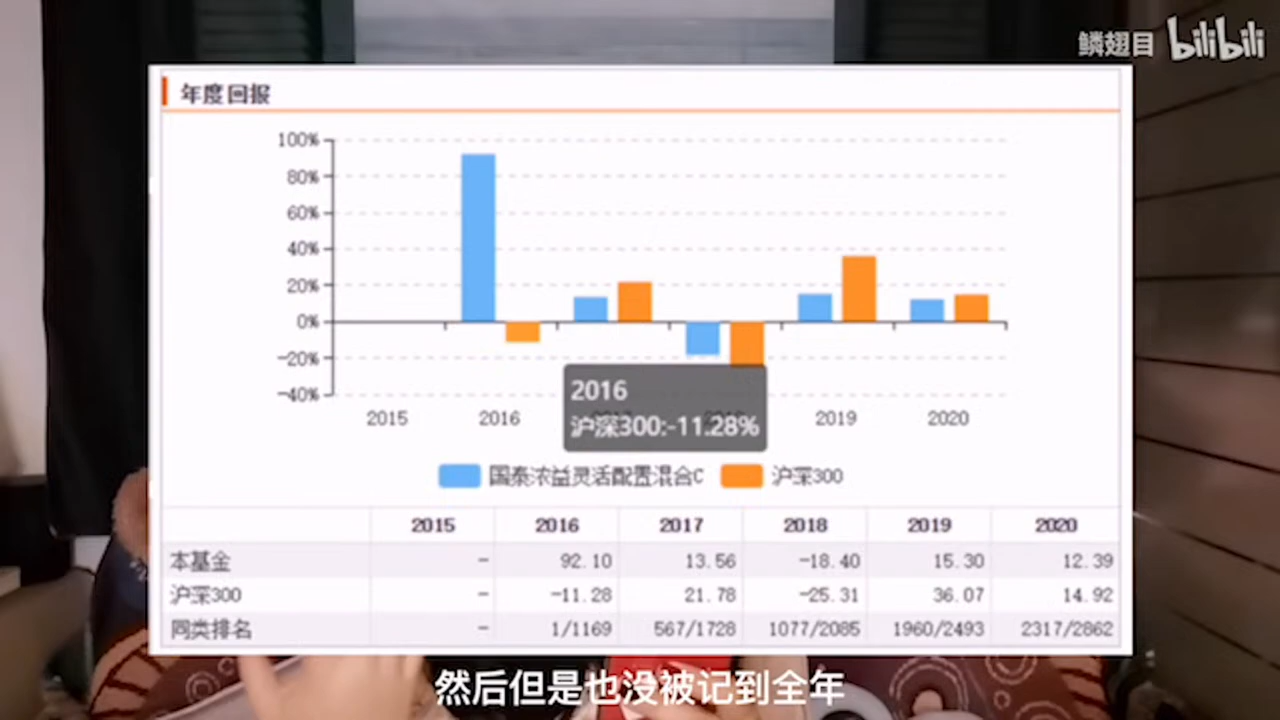 鳞翅目 bilibili
年度回报
100%
80%
60%
40%
20%
0%
-20%
-40%
2015 2016 2019 2020
2016
沪深300:-11.28%
国泰浓益灵活配置混合C 沪深300
2015 2016 2017 2018 2019 2020
本基金 - 92.10 13.56 -18.40 15.30 12.39
沪深300 - -11.28 21.78 -25.31 36.07 14.92
同类排名 - 1/1169 567/1728 1077/2085 1960/2493 2317/2862
然后但是也没被记到全年